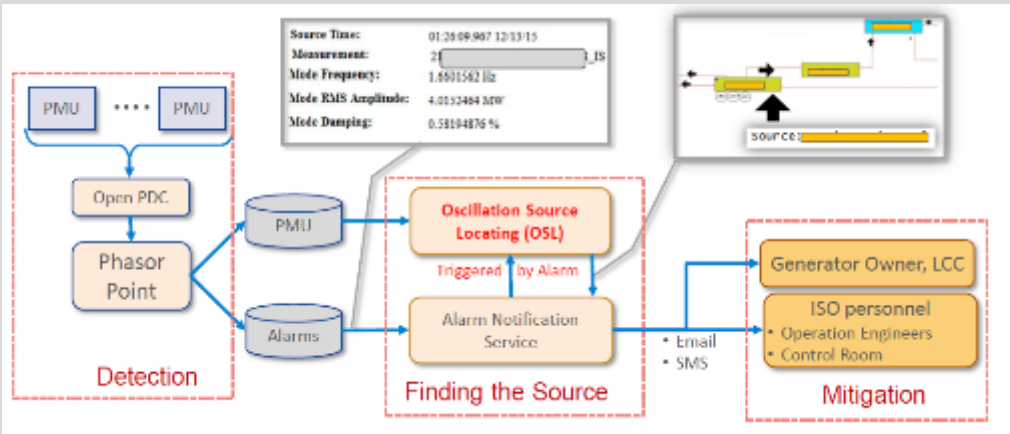 Source Time: 01:26:09.967 12/13/15
Measurement:
Mode Frequency: 1.6601562 Hz
Mode RMS Amplitude: 4.0152464 MW
Mode Damping: 0.58194876 %
source:
PMU
PMU
Open PDC
Phasor
Point
Detection
PMU
Alarms
Oscillation Source
Locating (OSL)
Triggered by Alarm
Alarm Notification
Service
Finding the Source
• Email
• SMS
Generator Owner, LCC
ISO personnel
• Operation Engineers
• Control Room
Mitigation